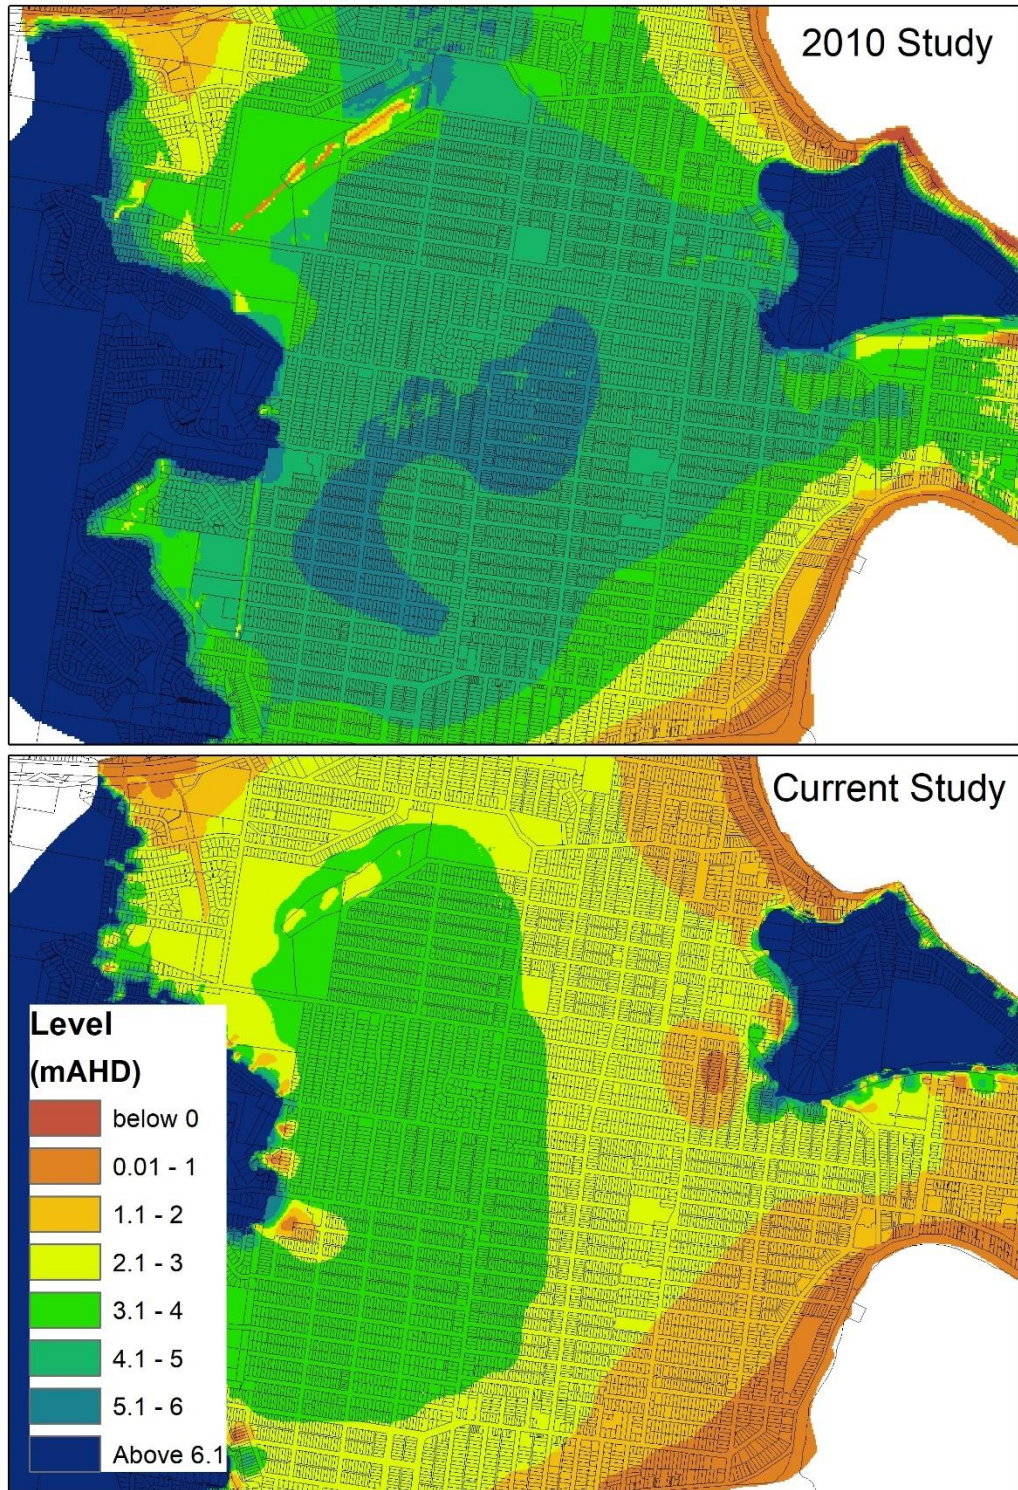 2010 Study
Current Study
Level
(mAHD)
below 0
0.01 - 1
1.1 - 2
2.1 - 3
3.1 - 4
4.1 - 5
5.1 - 6
Above 6.1